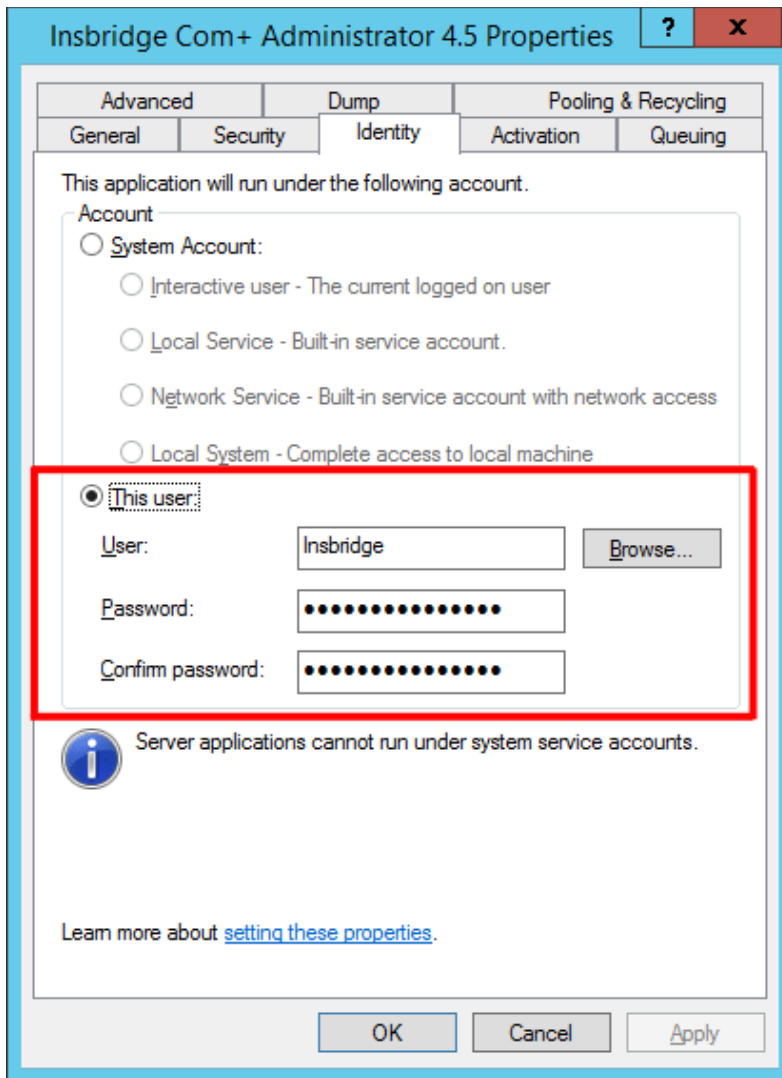 Insbridge Com+ Administrator 4.5 Properties ? x
Advanced Dump Pooling & Recycling
General Security Identity Activation Queuing
This application will run under the following account.
Account
System Account:
Interactive user - The current logged on user
Local Service - Built-in service account.
Network Service - Built-in service account with network access
Local System - Complete access to local machine
This user:
User: Insbridge Browse...
Password: ●●●●●●●●●●●●●●●
Confirm password: ●●●●●●●●●●●●●●●
Server applications cannot run under system service accounts.
Learn more about setting these properties.
OK Cancel Apply